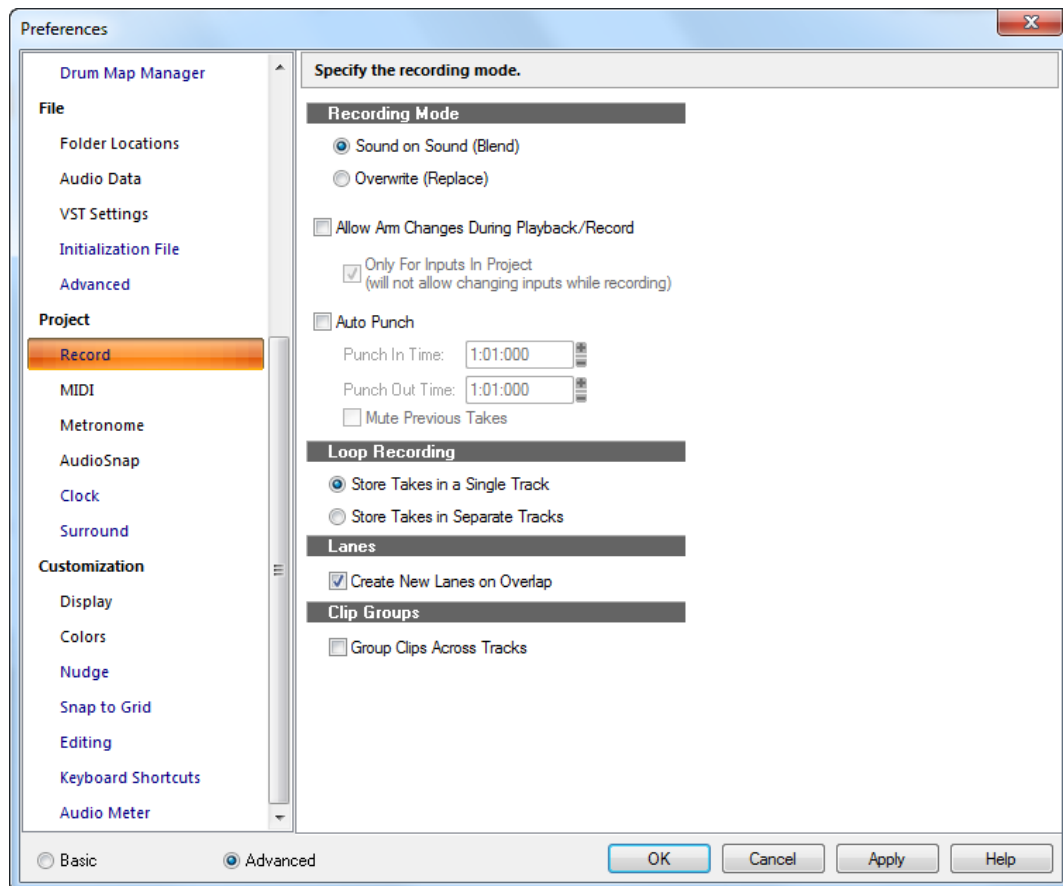 Preferences
Drum Map Manager
File
Folder Locations
Audio Data
VST Settings
Initialization File
Advanced
Project
Record
MIDI
Metronome
AudioSnap
Clock
Surround
Customization
Display
Colors
Nudge
Snap to Grid
Editing
Keyboard Shortcuts
Audio Meter
Specify the recording mode.
Recording Mode
Sound on Sound (Blend)
Overwrite (Replace)
Allow Arm Changes During Playback/Record
Only For Inputs In Project
(will not allow changing inputs while recording)
Auto Punch
Punch In Time: 1:01:000
Punch Out Time: 1:01:000
Mute Previous Takes
Loop Recording
Store Takes in a Single Track
Store Takes in Separate Tracks
Lanes
Create New Lanes on Overlap
Clip Groups
Group Clips Across Tracks
Basic Advanced OK Cancel Apply Help